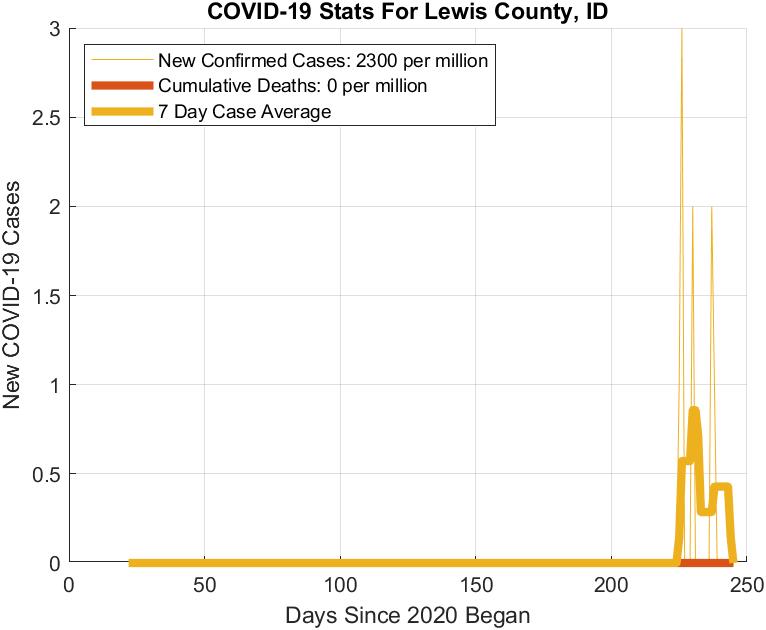 COVID-19 Stats For Lewis County, ID
3
New Confirmed Cases: 2300 per million
Cumulative Deaths: 0 per million
7 Day Case Average
2.5
2
1.5
1
0.5
0
New COVID-19 Cases
0 50 100 150 200 250
Days Since 2020 Began